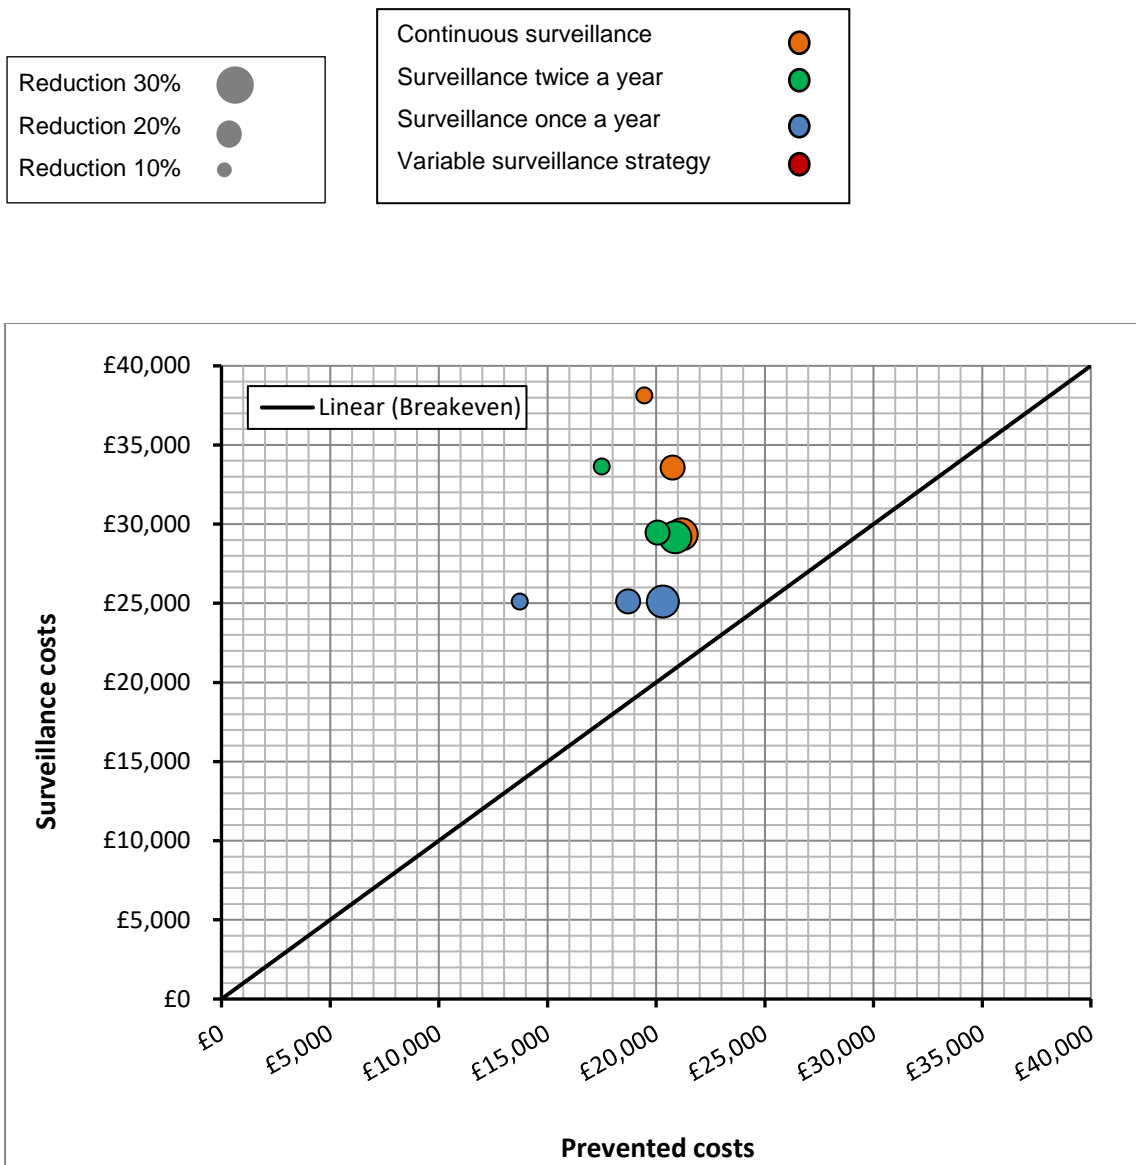 Continuous surveillance
Surveillance twice a year
Surveillance once a year
Variable surveillance strategy
Reduction 30%
Reduction 20%
Reduction 10%
£40,000
£35,000
£30,000
£25,000
£20,000
£15,000
£10,000
£5,000
£0
Surveillance costs
Linear (Breakeven)
£0
£5,000
£10,000
£15,000
£20,000
£25,000
£30,000
£35,000
£40,000
Prevented costs